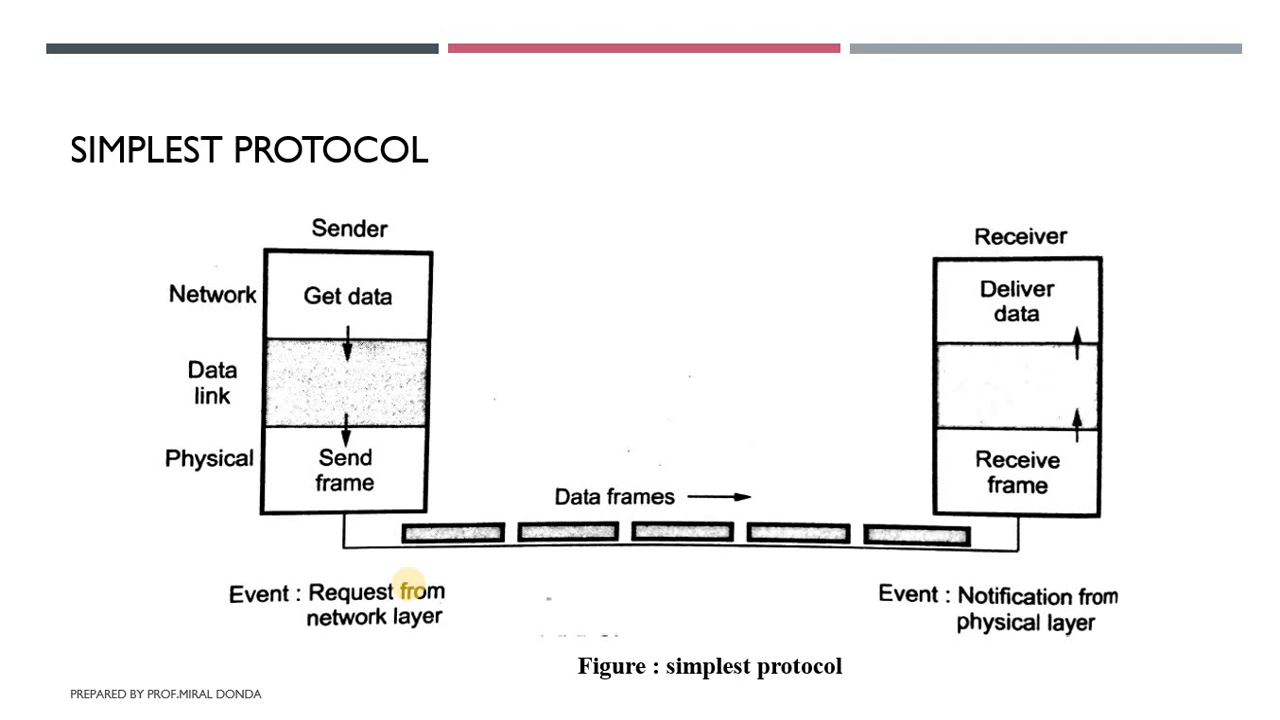 SIMPLEST PROTOCOL
Sender
Receiver
Network
Get data
Deliver
data
Data
link
Physical
Send
frame
Receive
frame
Data frames
Event : Request from
network layer
Event : Notification from
physical layer
Figure : simplest protocol
PREPARED BY PROF.MIRAL DONDA